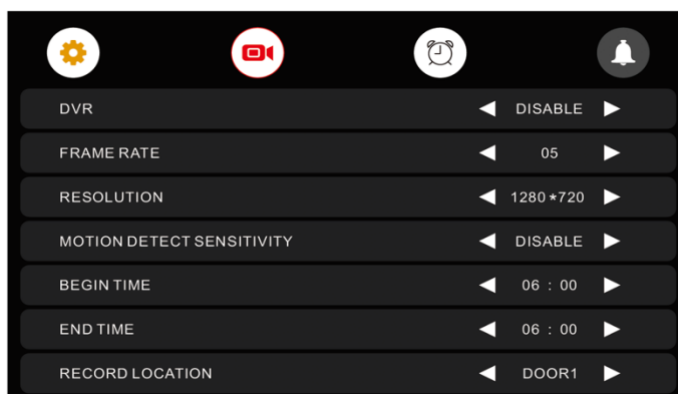 DVR DISABLE
FRAME RATE 05
RESOLUTION 1280*720
MOTION DETECT SENSITIVITY DISABLE
BEGIN TIME 06 : 00
END TIME 06 : 00
RECORD LOCATION DOOR1